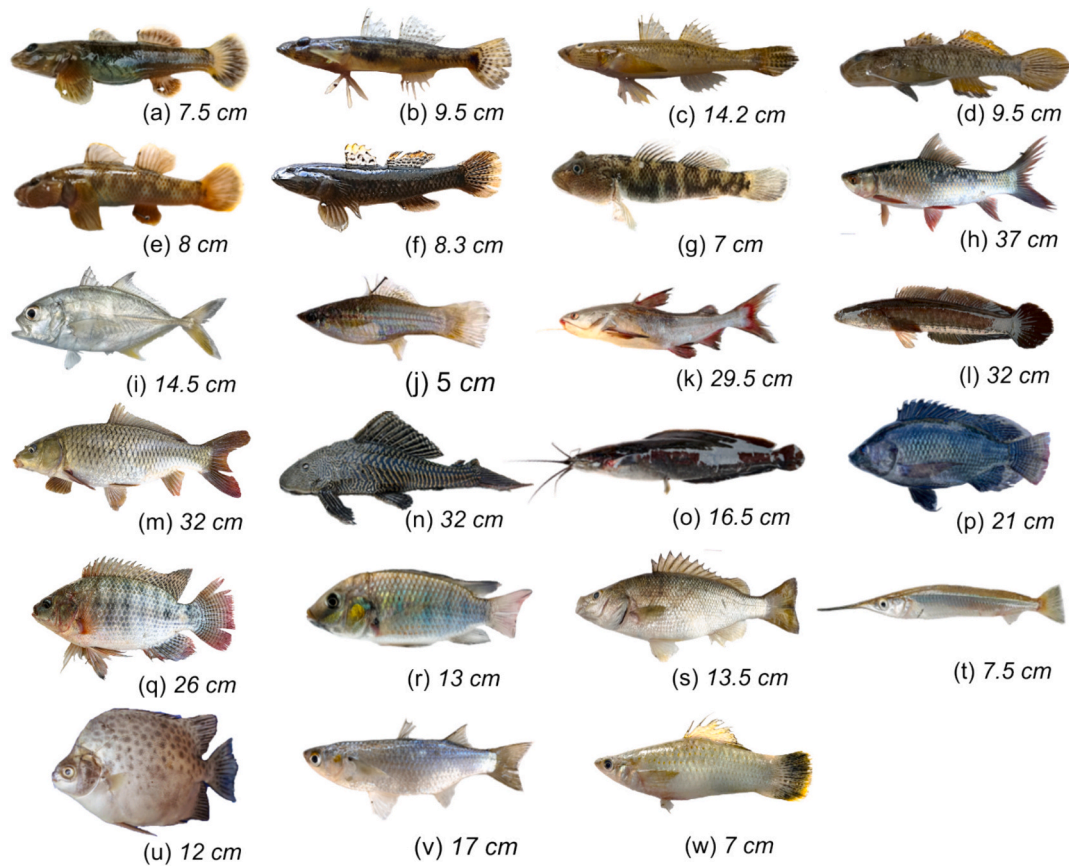 (a) 7.5 cm
(b) 9.5 cm
(c) 14.2 cm
(d) 9.5 cm
(e) 8 cm
(f) 8.3 cm
(g) 7 cm
(h) 37 cm
(i) 14.5 cm
(j) 5 cm
(k) 29.5 cm
(l) 32 cm
(m) 32 cm
(n) 32 cm
(o) 16.5 cm
(p) 21 cm
(q) 26 cm
(r) 13 cm
(s) 13.5 cm
(t) 7.5 cm
(u) 12 cm
(v) 17 cm
(w) 7 cm